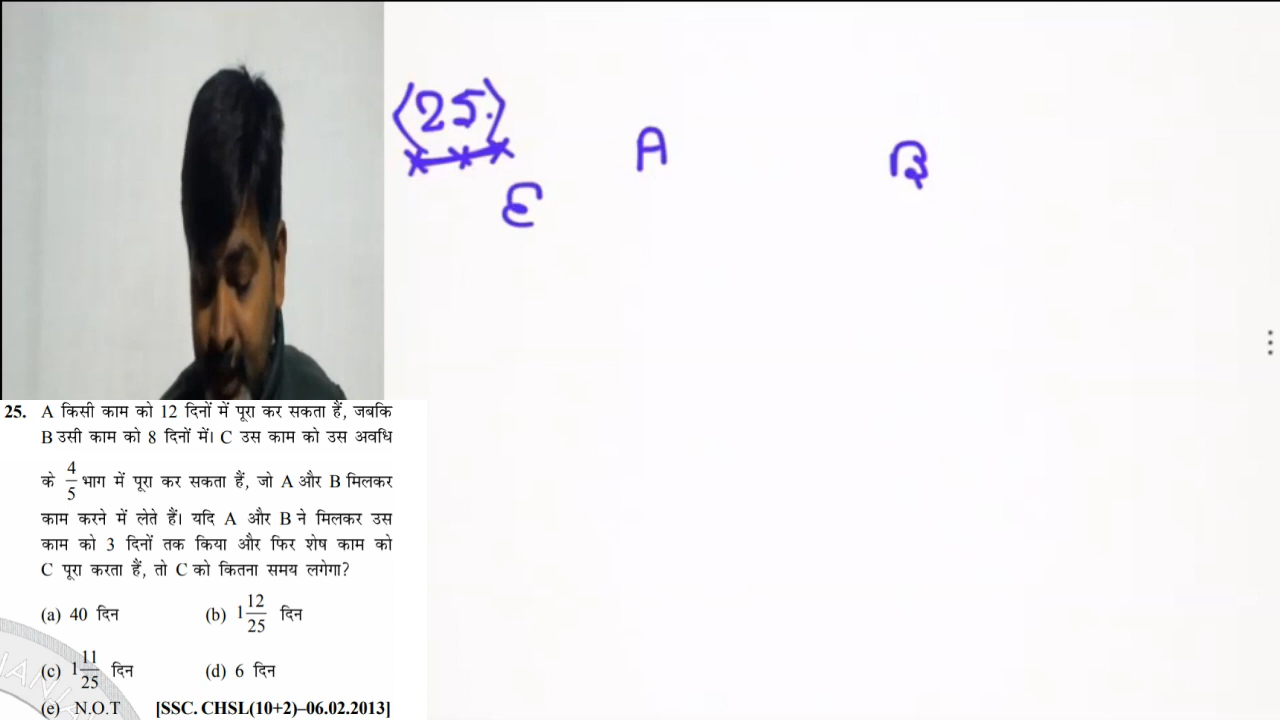 (25.)
A
B
E
25. A किसी काम को 12 दिनों में पूरा कर सकता हैं, जबकि
B उसी काम को 8 दिनों में। C उस काम को उस अवधि
के 4/5 भाग में पूरा कर सकता हैं, जो A और B मिलकर
काम करने में लेते हैं। यदि A और B ने मिलकर उस
काम को 3 दिनों तक किया और फिर शेष काम को
C पूरा करता हैं, तो C को कितना समय लगेगा?
(a) 40 दिन (b) 1 12/25 दिन
(c) 1 11/25 दिन (d) 6 दिन
(e) N.O.T [SSC. CHSL(10+2)–06.02.2013]